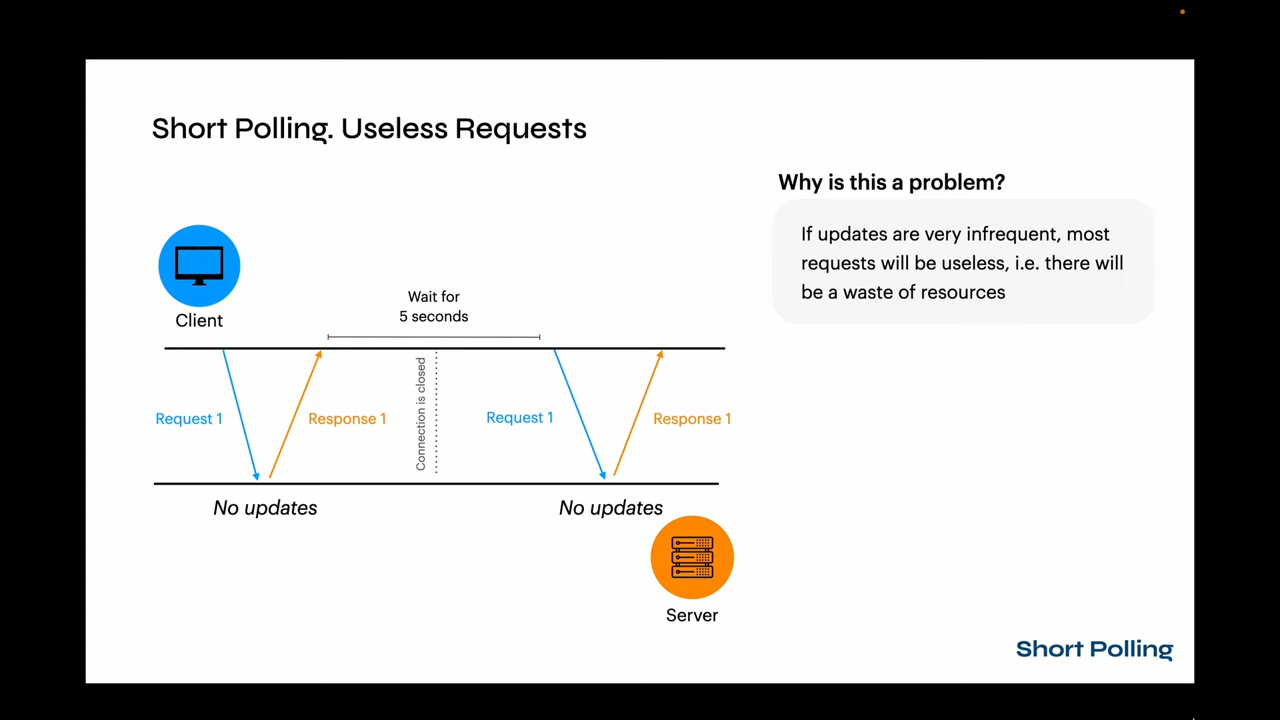 Short Polling. Useless Requests
Why is this a problem?
If updates are very infrequent, most
requests will be useless, i.e. there will
be a waste of resources
Client
Wait for
5 seconds
Connection is closed
Request 1
Response 1
Request 1
Response 1
No updates
No updates
Server
Short Polling